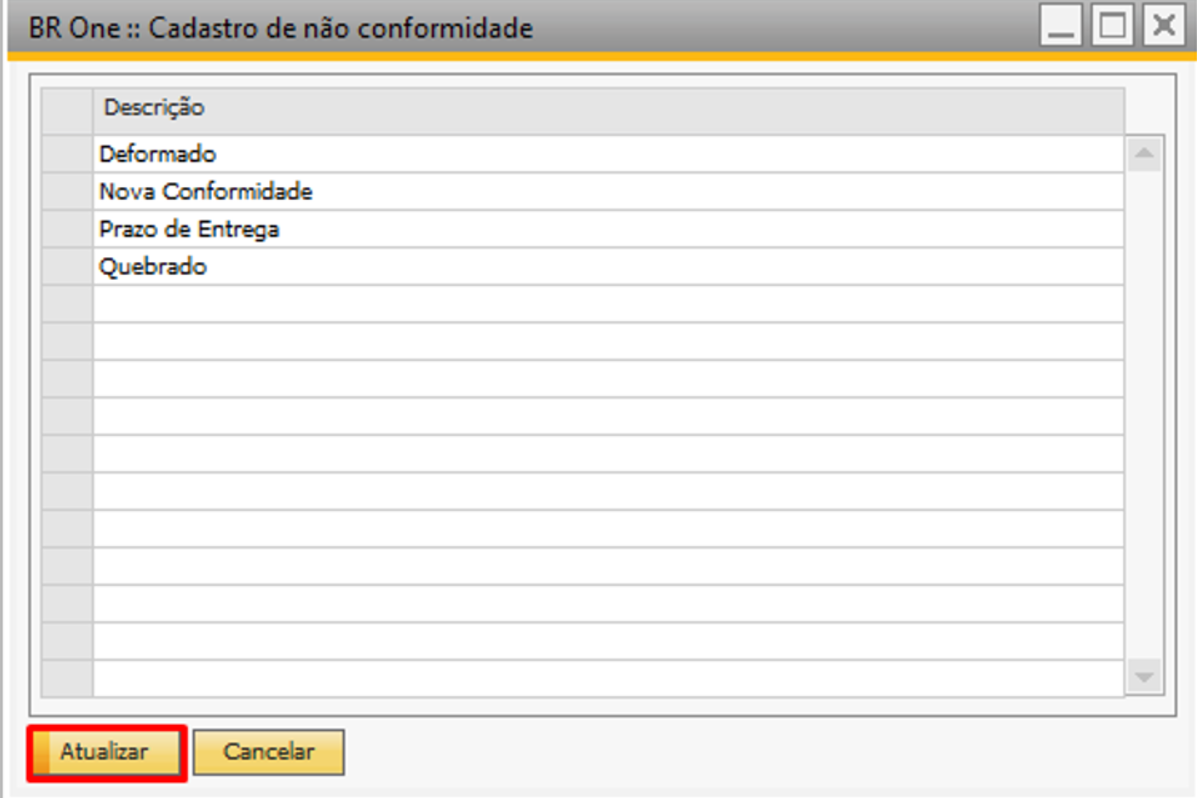 BR One :: Cadastro de não conformidade
Descrição
Deformado
Nova Conformidade
Prazo de Entrega
Quebrado
Atualizar
Cancelar